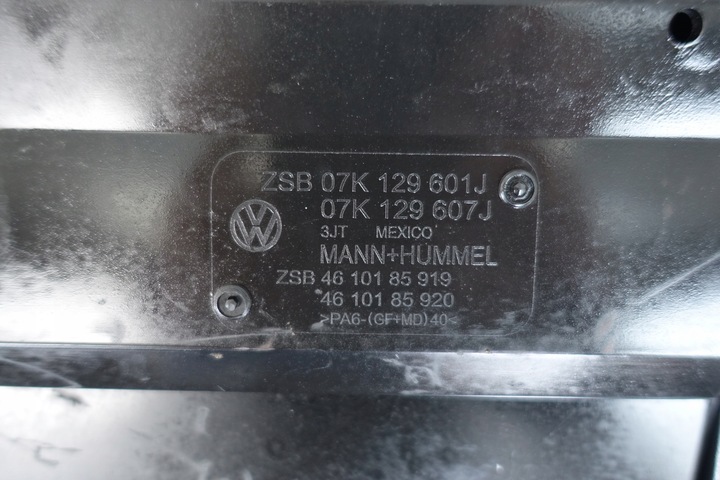 ZSB 07K 129 601J
07K 129 607J
3JT MEXICO
MANN+HUMMEL
ZSB 46 101 85 919
46 101 85 920
>PA6-(GF+MD)40<